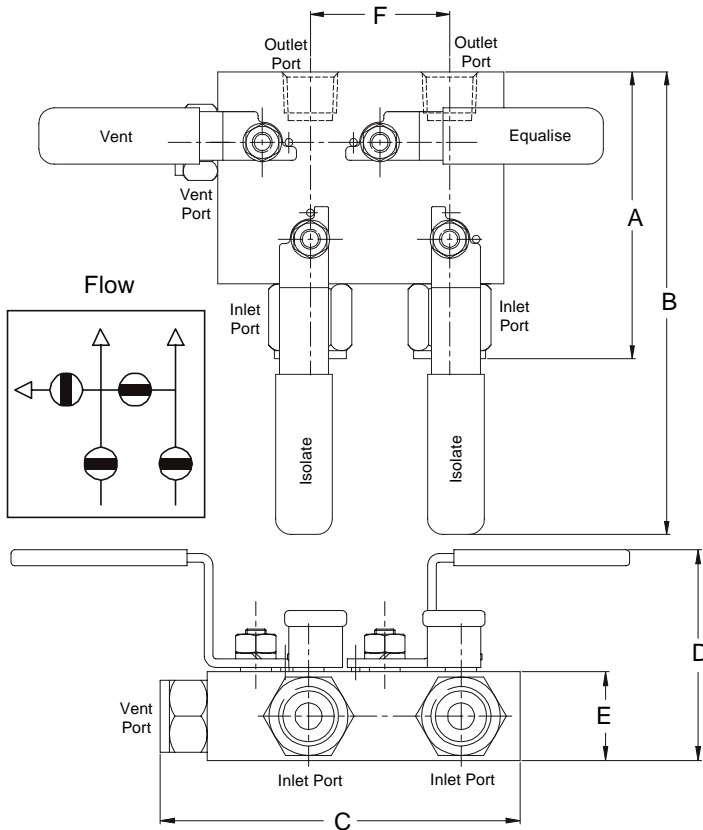 F
Outlet
Port
Outlet
Port
Vent
Equalise
Vent
Port
A
B
Flow
Inlet
Port
Inlet
Port
Isolate
Isolate
D
Vent
Port
E
Inlet Port
Inlet Port
C